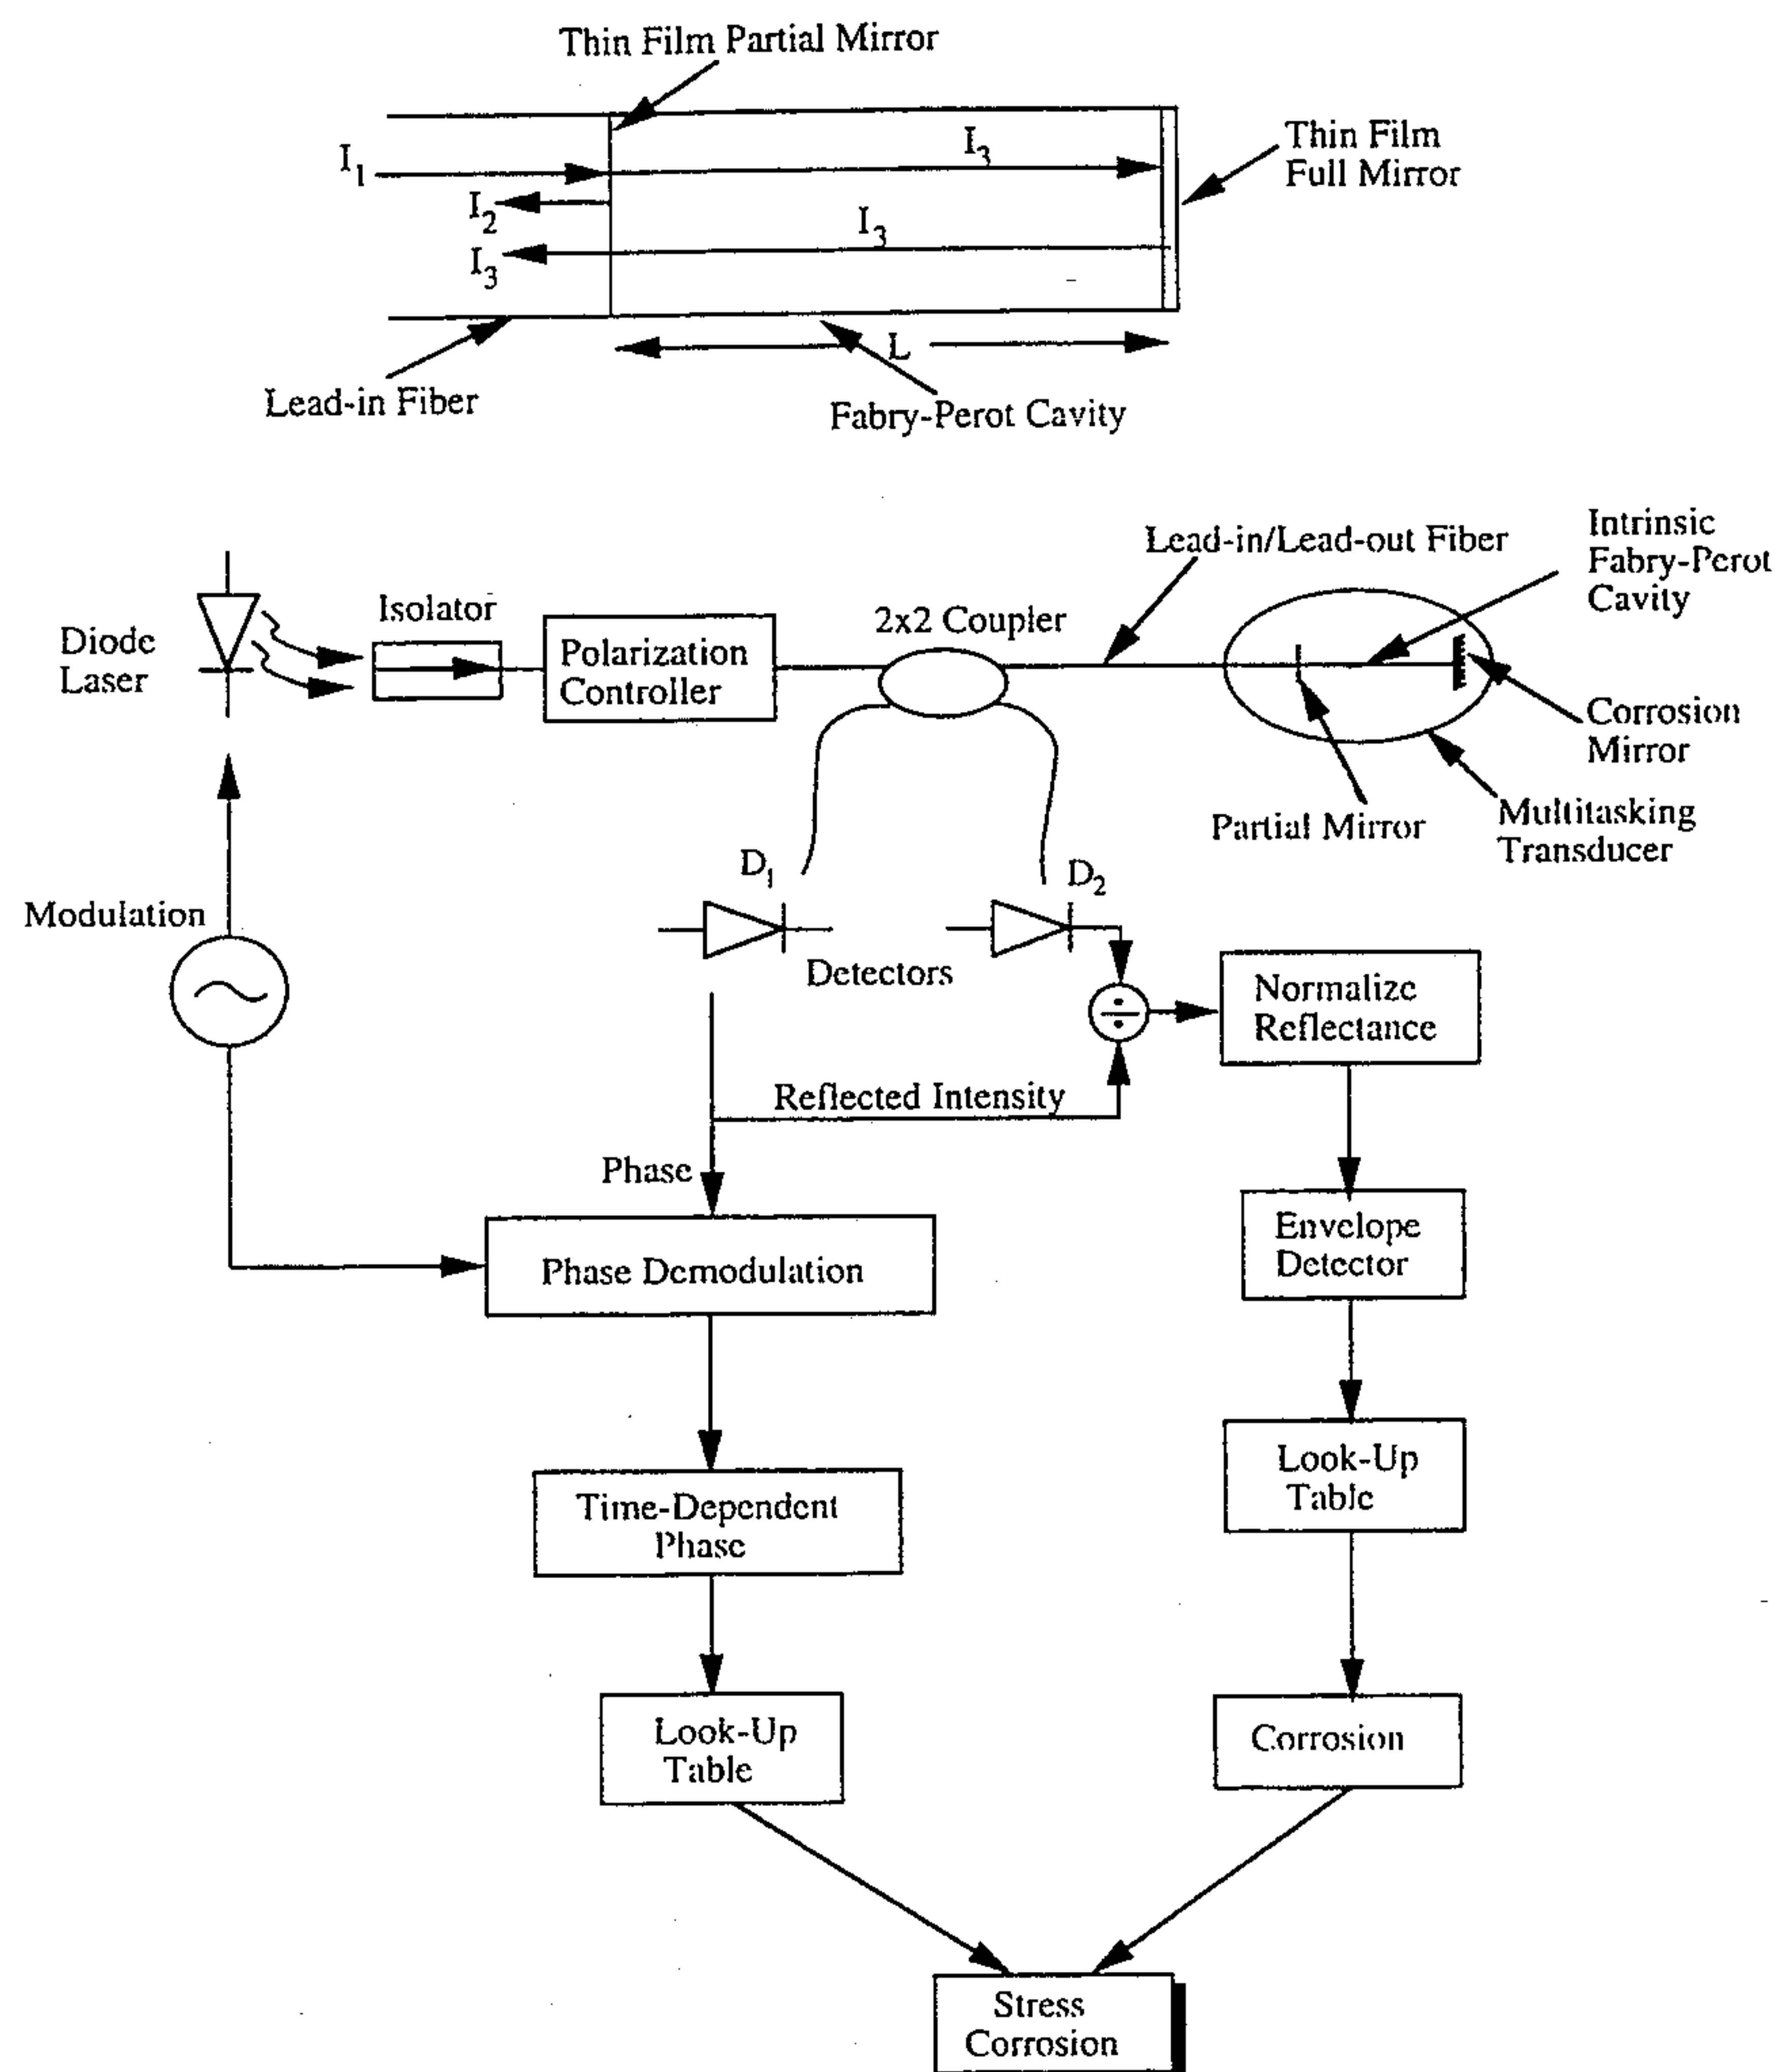 Thin Film Partial Mirror
I1
I3
Thin Film
Full Mirror
I2
I3
I3
L
Lead-in Fiber
Fabry-Perot Cavity
Lead-in/Lead-out Fiber
Intrinsic
Fabry-Perot
Cavity
Diode
Laser
Isolator
Polarization
Controller
2x2 Coupler
Corrosion
Mirror
Partial Mirror
Multitasking
Transducer
D1
D2
Modulation
Detectors
Normalize
Reflectance
Reflected Intensity
Phase
Envelope
Detector
Phase Demodulation
Look-Up
Table
Time-Dependent
Phase
Look-Up
Table
Corrosion
Stress
Corrosion